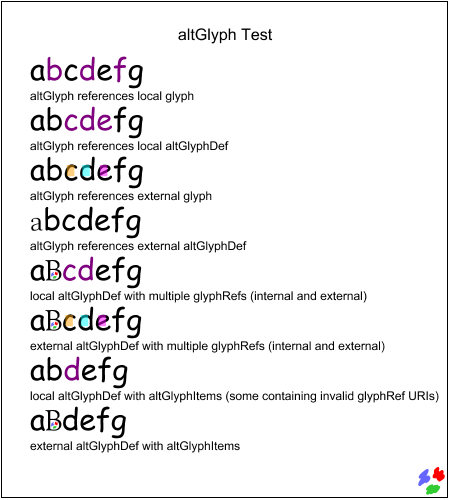 altGlyph Test
abcdefg
altGlyph references local glyph
abcdefg
altGlyph references local altGlyphDef
abcdefg
altGlyph references external glyph
abcdefg
altGlyph references external altGlyphDef
aBcdefg
local altGlyphDef with multiple glyphRefs (internal and external)
aBcdefg
external altGlyphDef with multiple glyphRefs (internal and external)
abdefg
local altGlyphDef with altGlyphItems (some containing invalid glyphRef URIs)
aBdefg
external altGlyphDef with altGlyphItems